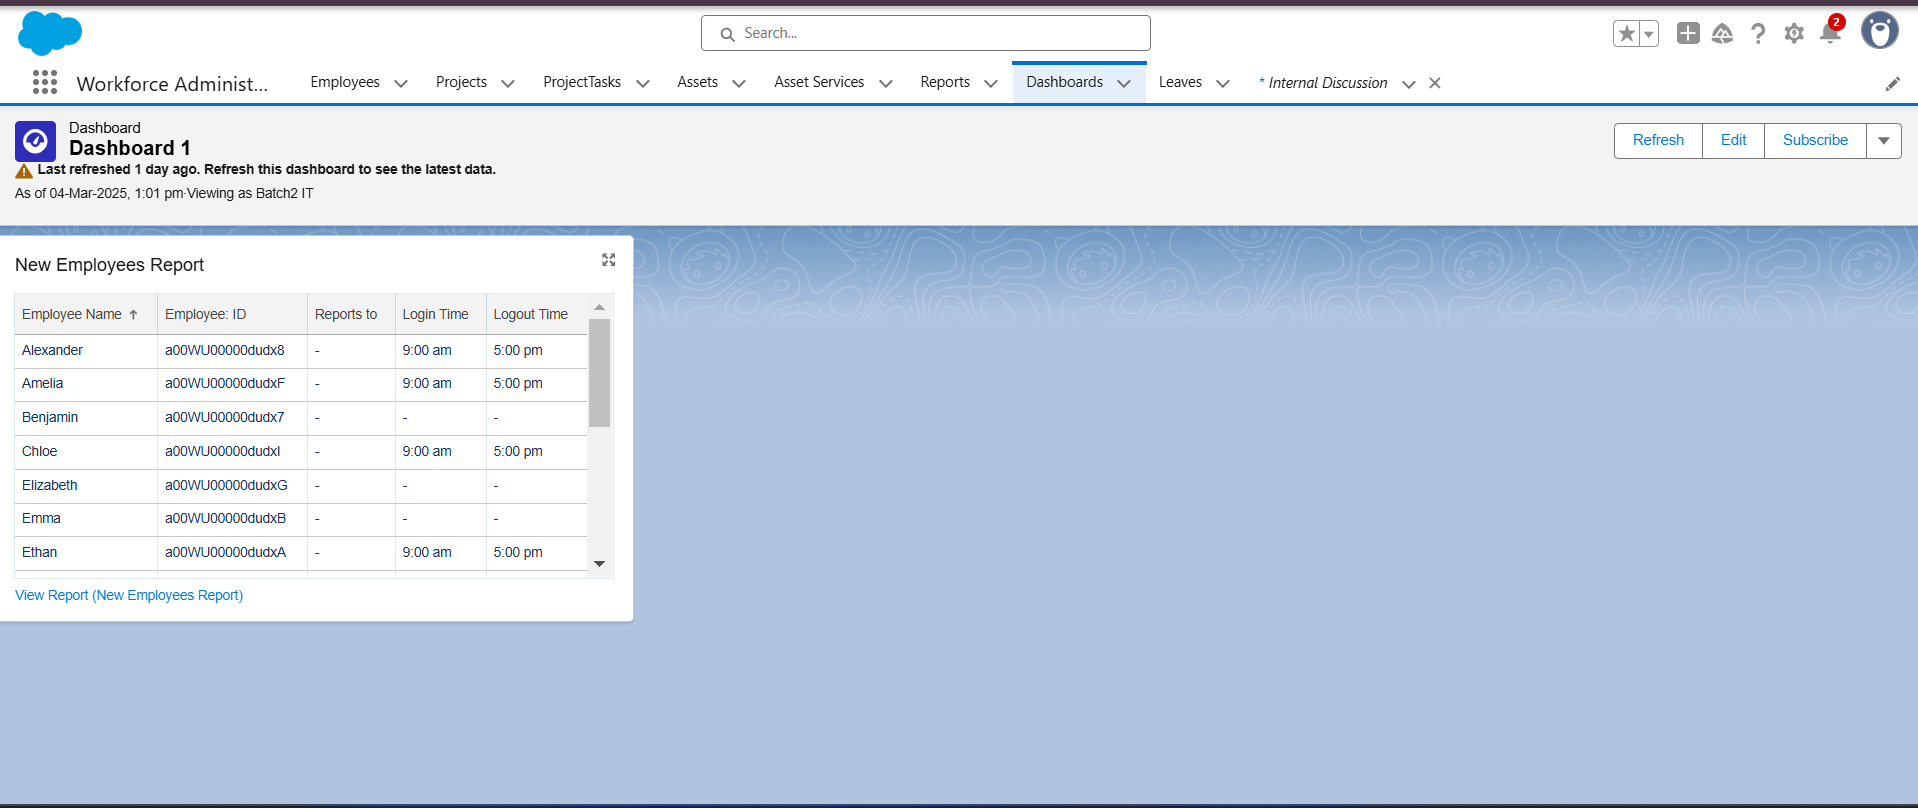 Search...
2
Workforce Administ...
Employees Projects ProjectTasks Assets Asset Services Reports Dashboards Leaves * Internal Discussion
Dashboard
Dashboard 1
Last refreshed 1 day ago. Refresh this dashboard to see the latest data.
As of 04-Mar-2025, 1:01 pm·Viewing as Batch2 IT
Refresh Edit Subscribe
New Employees Report
Employee Name Employee: ID Reports to Login Time Logout Time
Alexander a00WU00000dudx8 - 9:00 am 5:00 pm
Amelia a00WU00000dudxF - 9:00 am 5:00 pm
Benjamin a00WU00000dudx7 - - -
Chloe a00WU00000dudxI - 9:00 am 5:00 pm
Elizabeth a00WU00000dudxG - - -
Emma a00WU00000dudxB - - -
Ethan a00WU00000dudxA - 9:00 am 5:00 pm
View Report (New Employees Report)